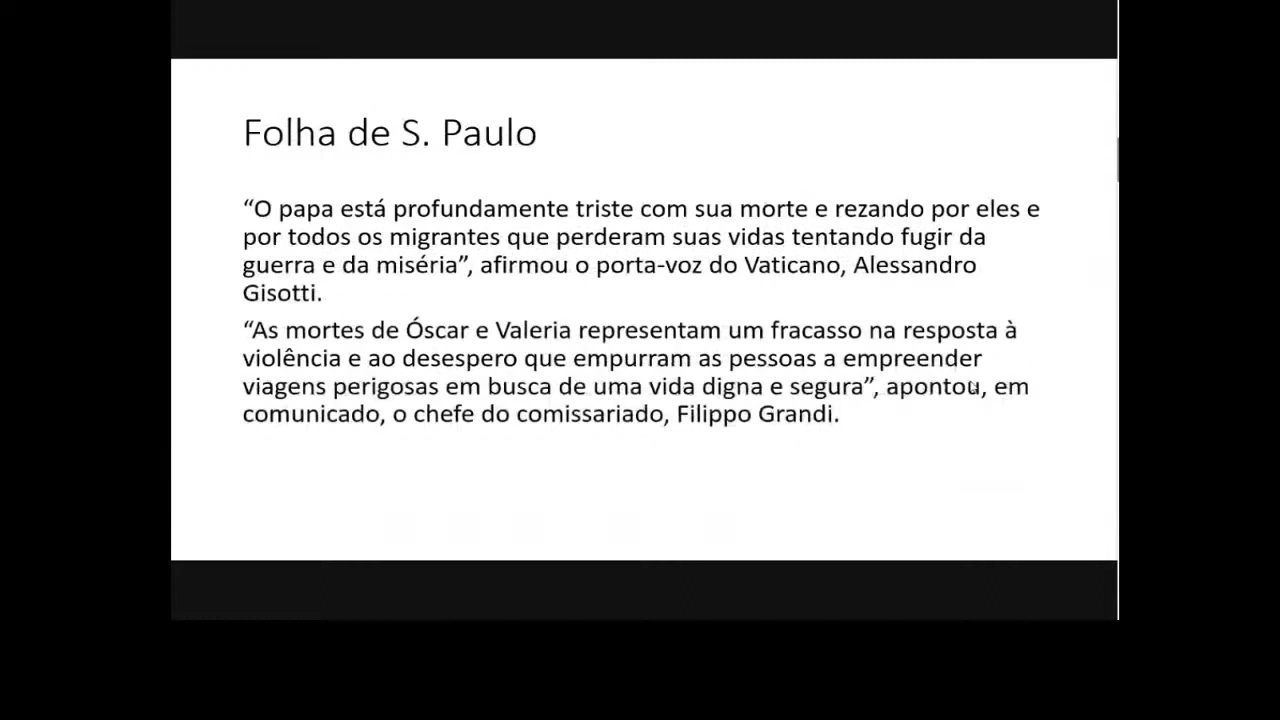 Folha de S. Paulo
“O papa está profundamente triste com sua morte e rezando por eles e
por todos os migrantes que perderam suas vidas tentando fugir da
guerra e da miséria”, afirmou o porta-voz do Vaticano, Alessandro
Gisotti.
“As mortes de Óscar e Valeria representam um fracasso na resposta à
violência e ao desespero que empurram as pessoas a empreender
viagens perigosas em busca de uma vida digna e segura”, apontou, em
comunicado, o chefe do comissariado, Filippo Grandi.